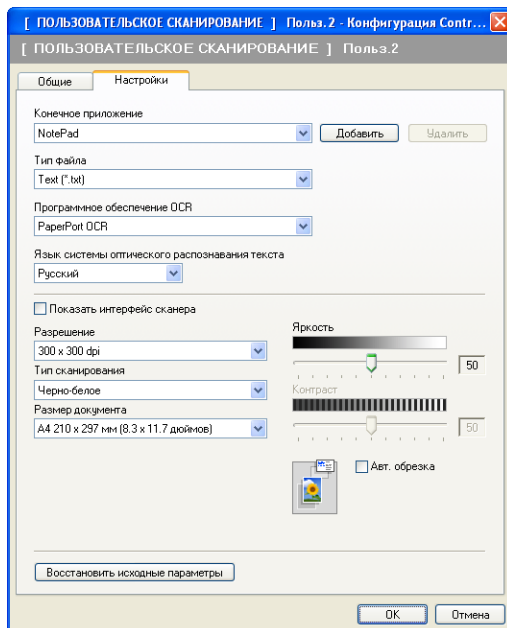 [ ПОЛЬЗОВАТЕЛЬСКОЕ СКАНИРОВАНИЕ ] Польз.2 - Конфигурация Contr...
[ ПОЛЬЗОВАТЕЛЬСКОЕ СКАНИРОВАНИЕ ] Польз.2
Общие Настройки
Конечное приложение
NotePad Добавить Удалить
Тип файла
Text (*.txt)
Программное обеспечение OCR
PaperPort OCR
Язык системы оптического распознавания текста
Русский
Показать интерфейс сканера
Разрешение Яркость
300 x 300 dpi 50
Тип сканирования
Черно-белое Контраст
Размер документа
A4 210 x 297 мм (8.3 x 11.7 дюймов) 50
Авт. обрезка
Восстановить исходные параметры
OK Отмена